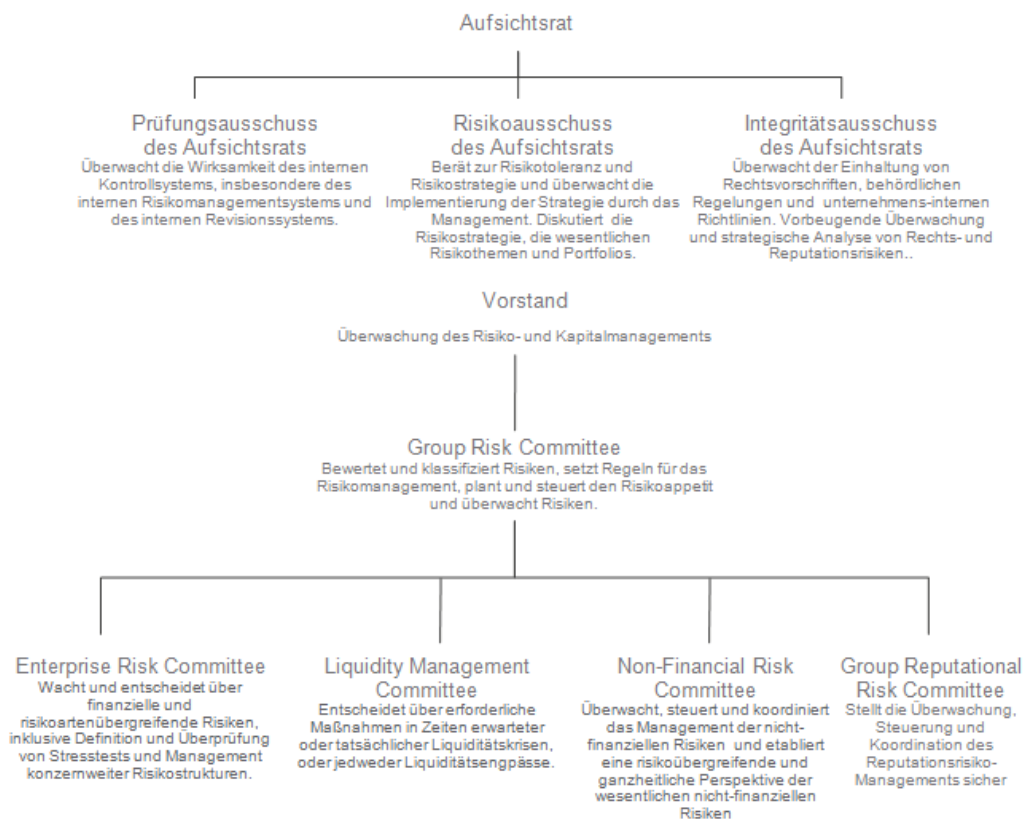 Aufsichtsrat
Prüfungsausschuss
des Aufsichtsrats
Überwacht die Wirksamkeit des internen
Kontrollsystems, insbesondere des
internen Risikomanagementsystems und
des internen Revisionssystems.
Risikoausschuss
des Aufsichtsrats
Berät zur Risikotoleranz und
Risikostrategie und überwacht die
Implementierung der Strategie durch das
Management. Diskutiert die
Risikostrategie, die wesentlichen
Risikothemen und Portfolios.
Integritätsausschuss
des Aufsichtsrats
Überwacht der Einhaltung von
Rechtsvorschriften, behördlichen
Regelungen und unternehmens-internen
Richtlinien. Vorbeugende Überwachung
und strategische Analyse von Rechts- und
Reputationsrisiken..
Vorstand
Überwachung des Risiko- und Kapitalmanagements
Group Risk Committee
Bewertet und klassifiziert Risiken, setzt Regeln für das
Risikomanagement, plant und steuert den Risikoappetit
und überwacht Risiken.
Enterprise Risk Committee
Wacht und entscheidet über
finanzielle und
risikoartenübergreifende Risiken,
inklusive Definition und Überprüfung
von Stresstests und Management
konzernweiter Risikostrukturen.
Liquidity Management
Committee
Entscheidet über erforderliche
Maßnahmen in Zeiten erwarteter
oder tatsächlicher Liquiditätskrisen,
oder jedweder Liquiditätsengpässe.
Non-Financial Risk
Committee
Überwacht, steuert und koordiniert
das Management der nicht-
finanziellen Risiken und etabliert
eine risikoübergreifende und
ganzheitliche Perspektive der
wesentlichen nicht-finanziellen
Risiken
Group Reputational
Risk Committee
Stellt die Überwachung,
Steuerung und
Koordination des
Reputationsrisiko-
Managements sicher